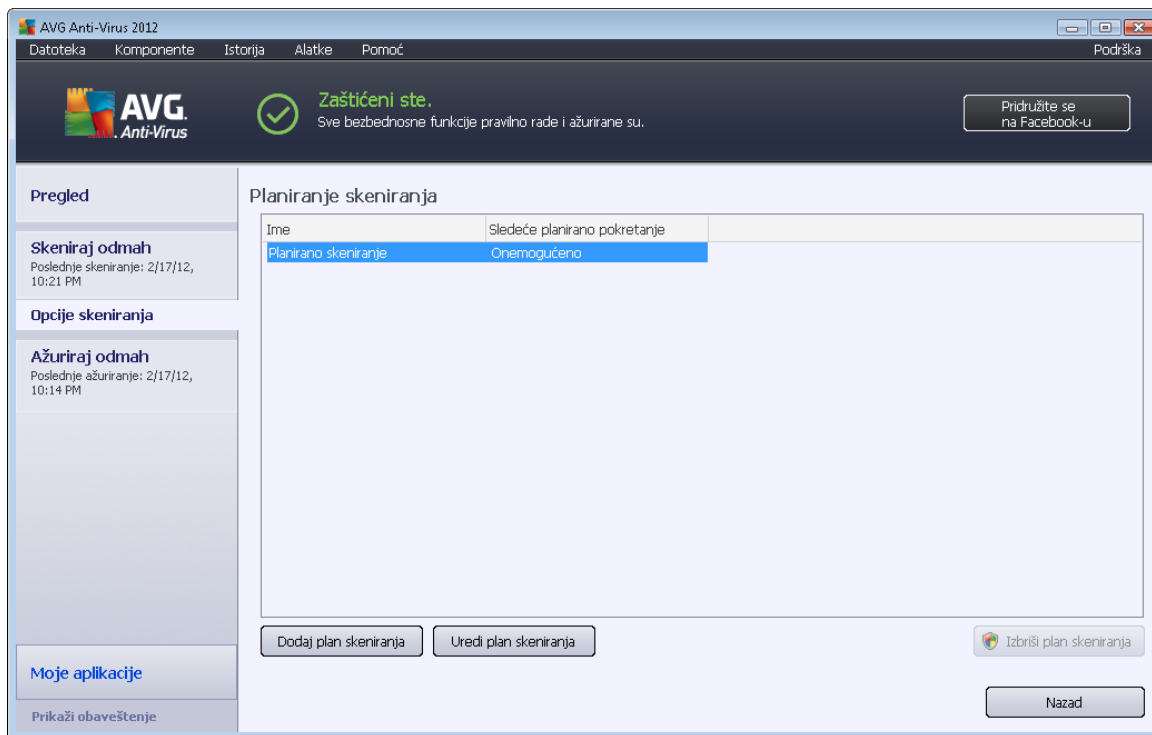 AVG Anti-Virus 2012
Datoteka Komponente Istorija Alatke Pomoć Podrška
AVG.
Anti-Virus
Zaštićeni ste.
Sve bezbednosne funkcije pravilno rade i ažurirane su.
Pridružite se
na Facebook-u
Pregled
Skeniraj odmah
Poslednje skeniranje: 2/17/12,
10:21 PM
Opcije skeniranja
Ažuriraj odmah
Poslednje ažuriranje: 2/17/12,
10:14 PM
Moje aplikacije
Prikaži obaveštenje
Planiranje skeniranja
Ime Sledeće planirano pokretanje
Planirano skeniranje Onemogućeno
Dodaj plan skeniranja Uredi plan skeniranja Izbriši plan skeniranja
Nazad